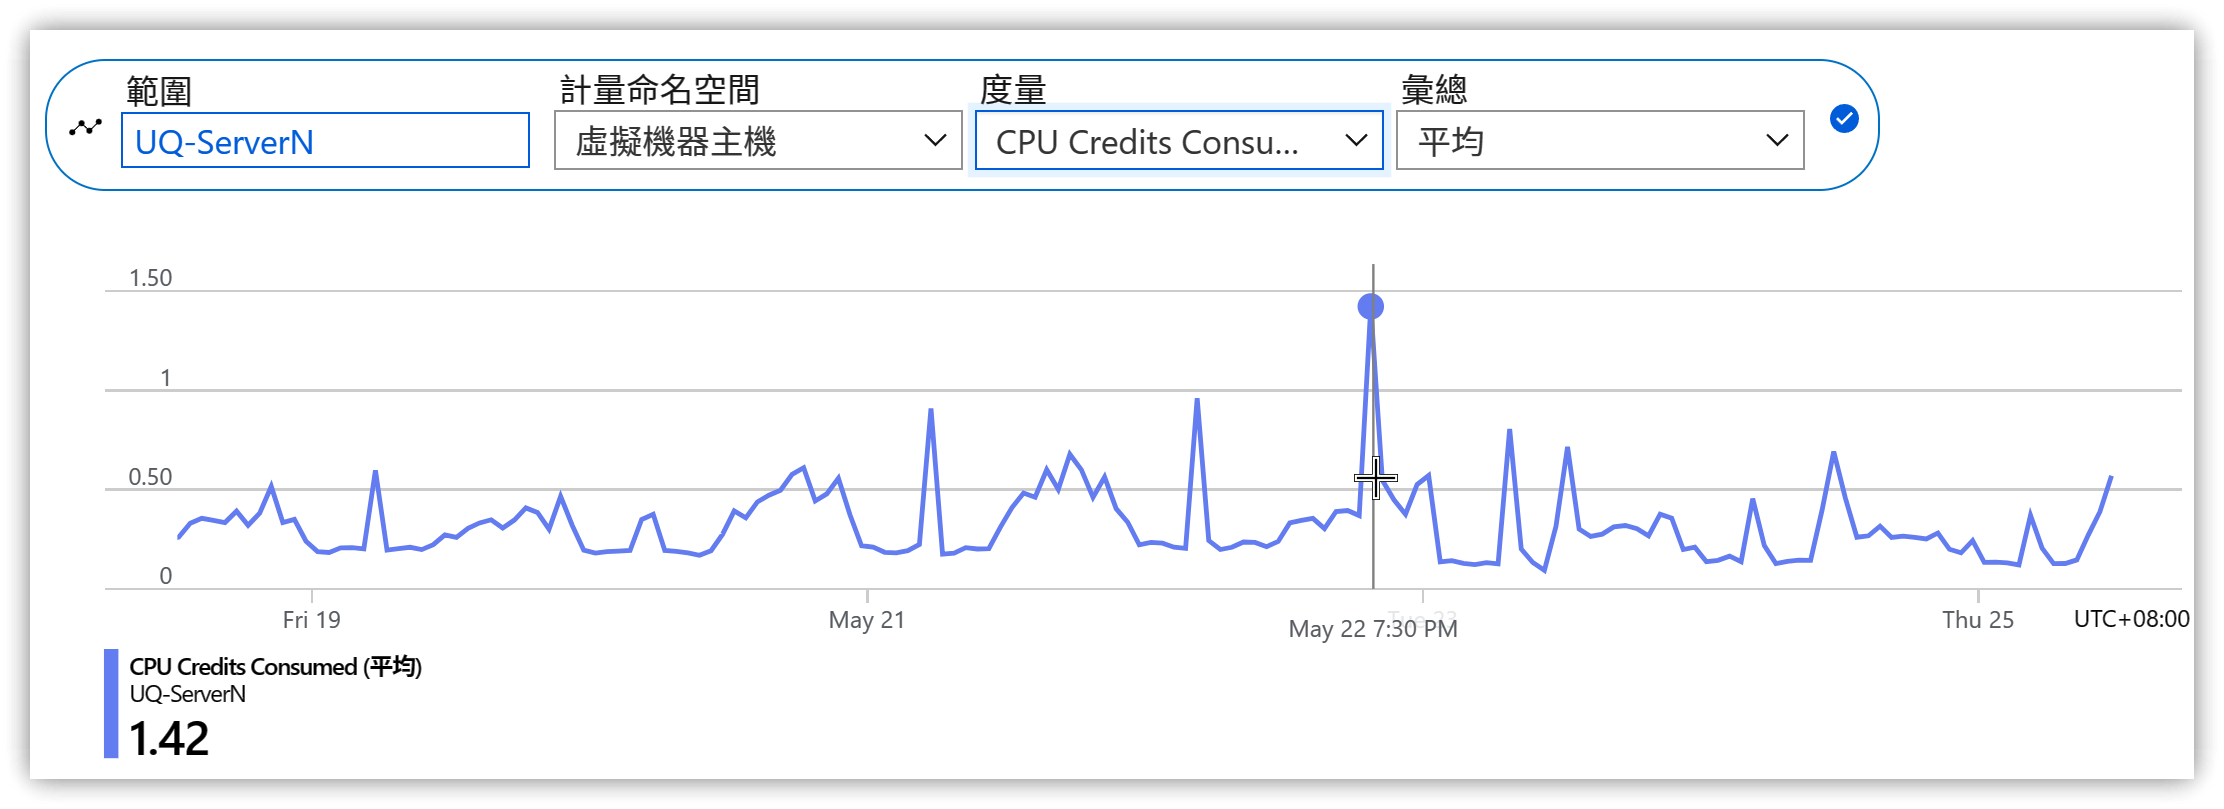 範圍
計量命名空間
度量
彙總
UQ-ServerN
虛擬機器主機
CPU Credits Consu...
平均
1.50
1
0.50
0
Fri 19
May 21
Tue 23
Thu 25
UTC+08:00
May 22 7:30 PM
CPU Credits Consumed (平均)
UQ-ServerN
1.42